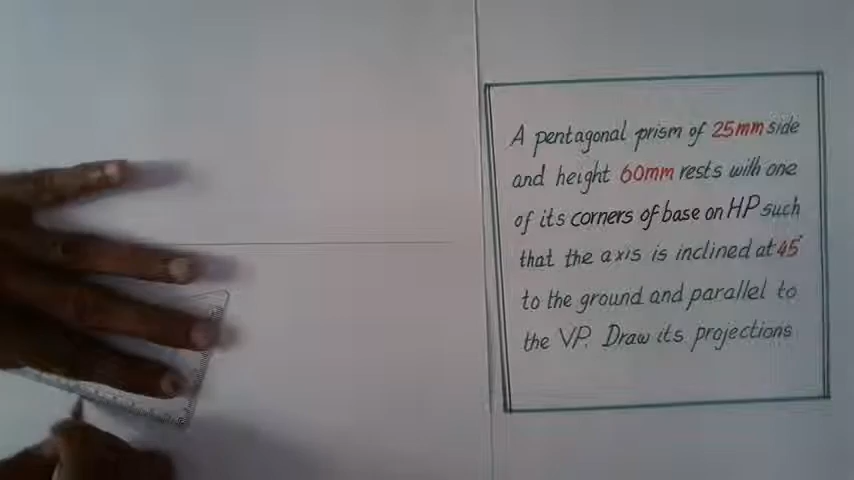 A pentagonal prism of 25mm side
and height 60mm rests with one
of its corners of base on HP such
that the axis is inclined at 45°
to the ground and parallel to
the VP. Draw its projections